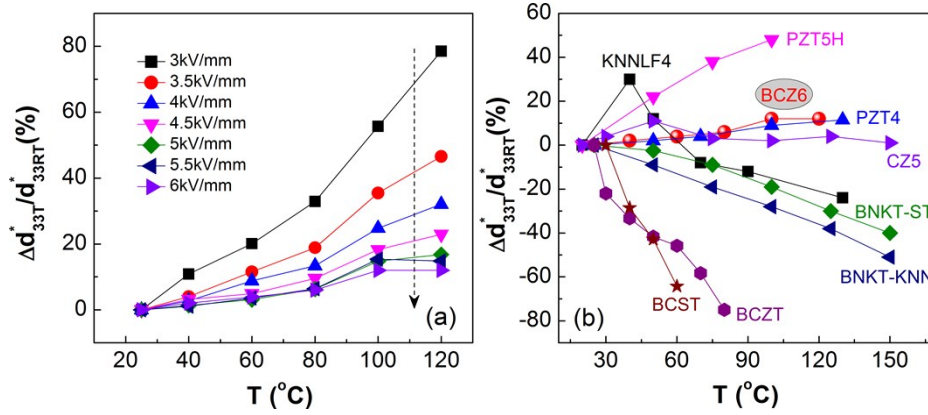 Δd*33T/d*33RT(%)
80
60
40
20
0
3kV/mm
3.5kV/mm
4kV/mm
4.5kV/mm
5kV/mm
5.5kV/mm
6kV/mm
(a)
20 40 60 80 100 120
T (°C)
Δd*33T/d*33RT(%)
60
40
20
0
-20
-40
-60
-80
PZT5H
KNNLF4
BCZ6
PZT4
CZ5
BNKT-ST
BNKT-KNN
BCST
BCZT
(b)
30 60 90 120 150
T (°C)